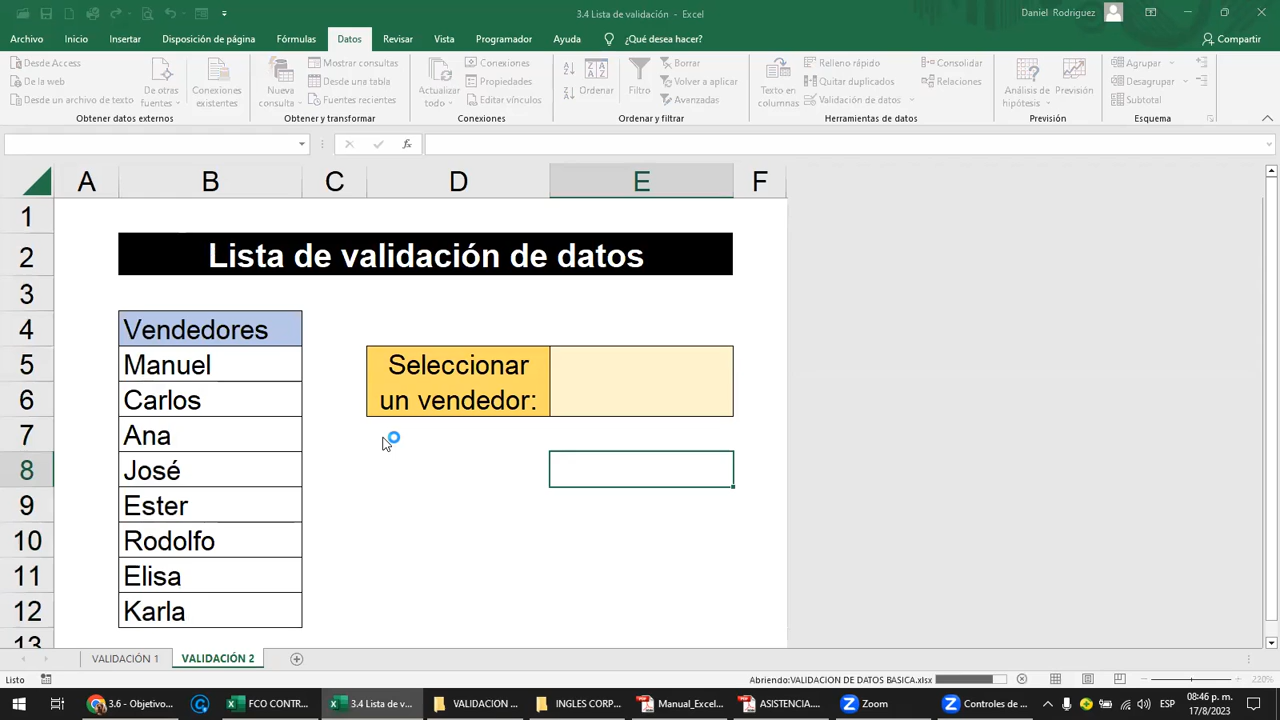 3.4 Lista de validación - Excel
Daniel Rodriguez
Archivo Inicio Insertar Disposición de página Fórmulas Datos Revisar Vista Programador Ayuda ¿Qué desea hacer? Compartir
Desde Access
De la web
Desde un archivo de texto
De otras fuentes
Conexiones existentes
Obtener datos externos
Nueva consulta
Mostrar consultas
Desde una tabla
Fuentes recientes
Obtener y transformar
Actualizar todo
Conexiones
Propiedades
Editar vínculos
Conexiones
Ordenar
Filtro
Borrar
Volver a aplicar
Avanzadas
Ordenar y filtrar
Texto en columnas
Relleno rápido
Quitar duplicados
Validación de datos
Consolidar
Relaciones
Herramientas de datos
Análisis de hipótesis
Previsión
Previsión
Agrupar
Desagrupar
Subtotal
Esquema
fx
A B C D E F
1
2 Lista de validación de datos
3
4 Vendedores
5 Manuel Seleccionar
6 Carlos un vendedor:
7 Ana
8 José
9 Ester
10 Rodolfo
11 Elisa
12 Karla
13
VALIDACIÓN 1 VALIDACIÓN 2
Listo Abriendo:VALIDACION DE DATOS BASICA.xlsx 220%
3.6 - Objetivo... FCO CONTR... 3.4 Lista de v... VALIDACION ... INGLES CORP... Manual_Excel... ASISTENCIA.... Zoom Controles de ... ESP 08:46 p. m.
17/8/2023